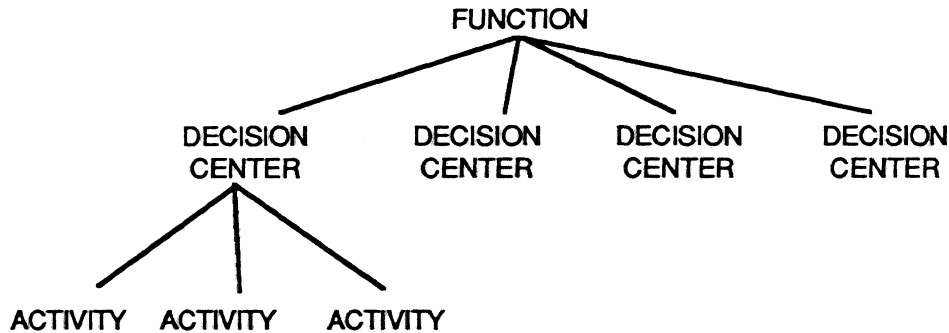 FUNCTION
DECISION DECISION DECISION DECISION
CENTER CENTER CENTER CENTER
ACTIVITY ACTIVITY ACTIVITY